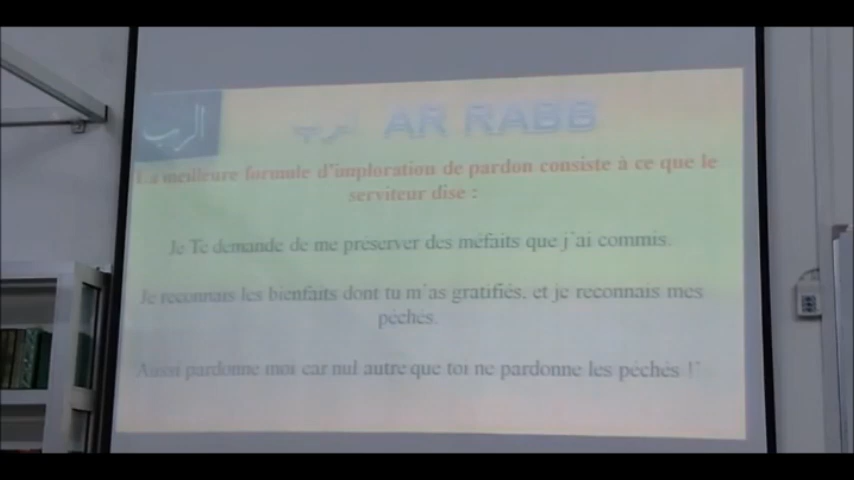 الرب
الرب AR RABB
La meilleure formule d'imploration de pardon consiste à ce que le
serviteur dise :
Je Te demande de me préserver des méfaits que j'ai commis.
Je reconnais les bienfaits dont tu m'as gratifiés, et je reconnais mes
péchés.
Aussi pardonne moi car nul autre que toi ne pardonne les péchés !"